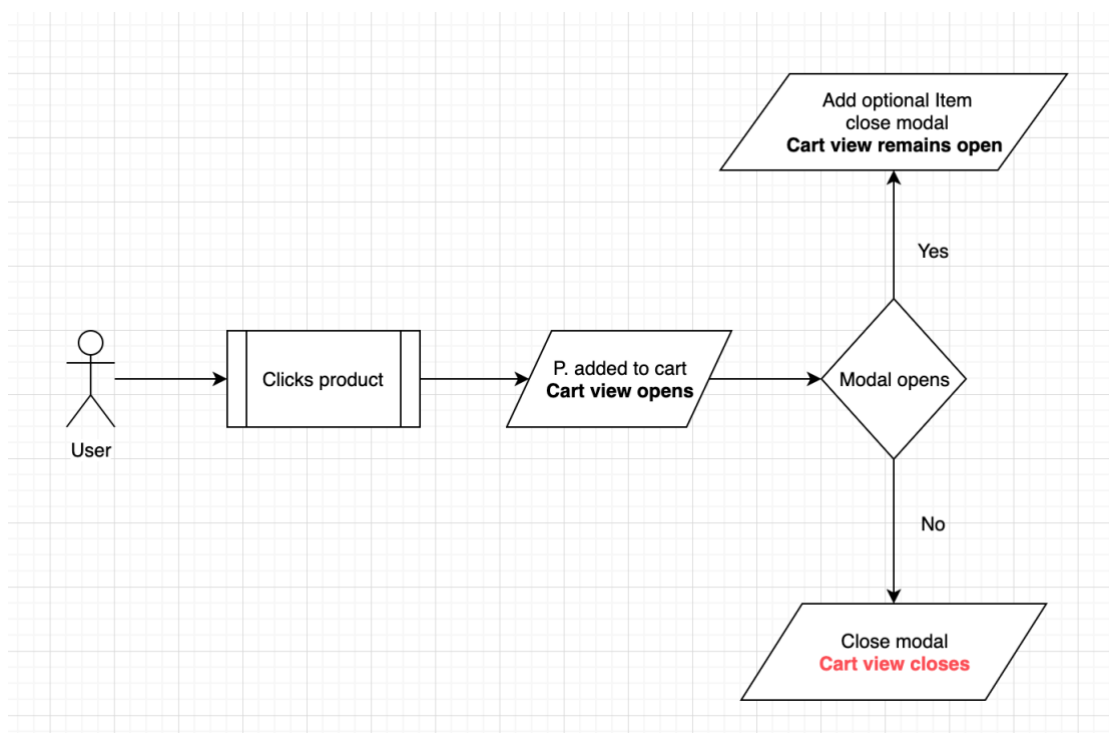 Add optional Item
close modal
Cart view remains open
Yes
User
Clicks product
P. added to cart
Cart view opens
Modal opens
No
Close modal
Cart view closes